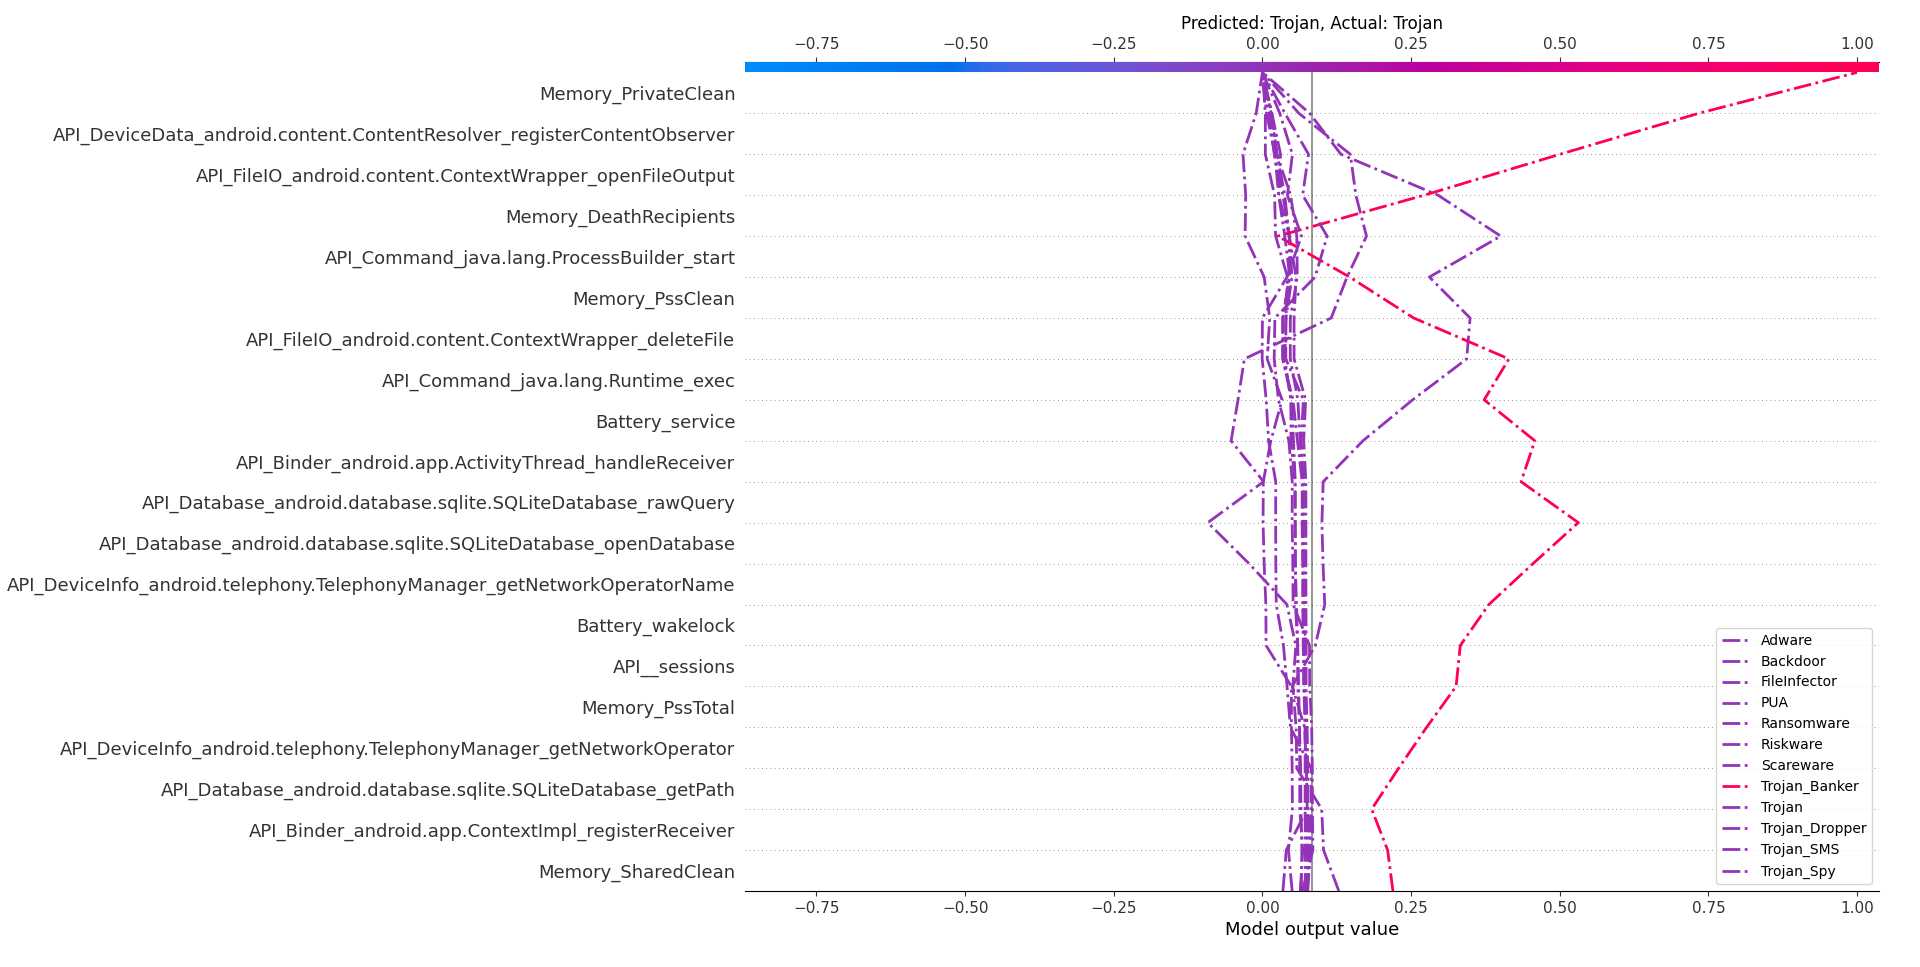 Predicted: Trojan, Actual: Trojan
−0.75 −0.50 −0.25 0.00 0.25 0.50 0.75 1.00
Memory_PrivateClean
API_DeviceData_android.content.ContentResolver_registerContentObserver
API_FileIO_android.content.ContextWrapper_openFileOutput
Memory_DeathRecipients
API_Command_java.lang.ProcessBuilder_start
Memory_PssClean
API_FileIO_android.content.ContextWrapper_deleteFile
API_Command_java.lang.Runtime_exec
Battery_service
API_Binder_android.app.ActivityThread_handleReceiver
API_Database_android.database.sqlite.SQLiteDatabase_rawQuery
API_Database_android.database.sqlite.SQLiteDatabase_openDatabase
API_DeviceInfo_android.telephony.TelephonyManager_getNetworkOperatorName
Battery_wakelock
API__sessions
Memory_PssTotal
API_DeviceInfo_android.telephony.TelephonyManager_getNetworkOperator
API_Database_android.database.sqlite.SQLiteDatabase_getPath
API_Binder_android.app.ContextImpl_registerReceiver
Memory_SharedClean
Adware
Backdoor
FileInfector
PUA
Ransomware
Riskware
Scareware
Trojan_Banker
Trojan
Trojan_Dropper
Trojan_SMS
Trojan_Spy
−0.75 −0.50 −0.25 0.00 0.25 0.50 0.75 1.00
Model output value